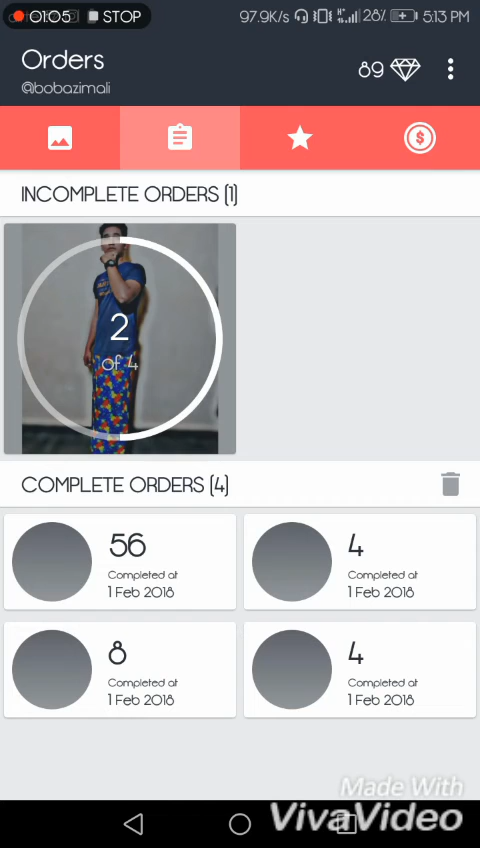 01:05 STOP 97.9K/s 28% 5:13 PM
Orders
89
@bobazimali
INCOMPLETE ORDERS (1)
2
of 4
COMPLETE ORDERS (4)
56
Completed at
1 Feb 2018
4
Completed at
1 Feb 2018
8
Completed at
1 Feb 2018
4
Completed at
1 Feb 2018
Made With
VivaVideo